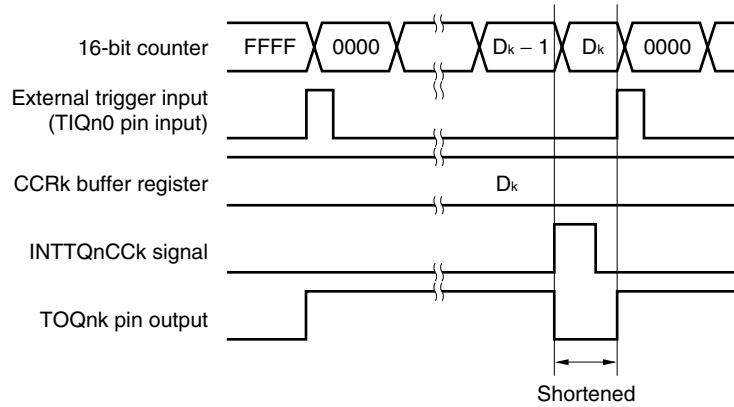 16-bit counter FFFF 0000 Dk − 1 Dk 0000
External trigger input
(TIQn0 pin input)
CCRk buffer register Dk
INTTQnCCk signal
TOQnk pin output
Shortened